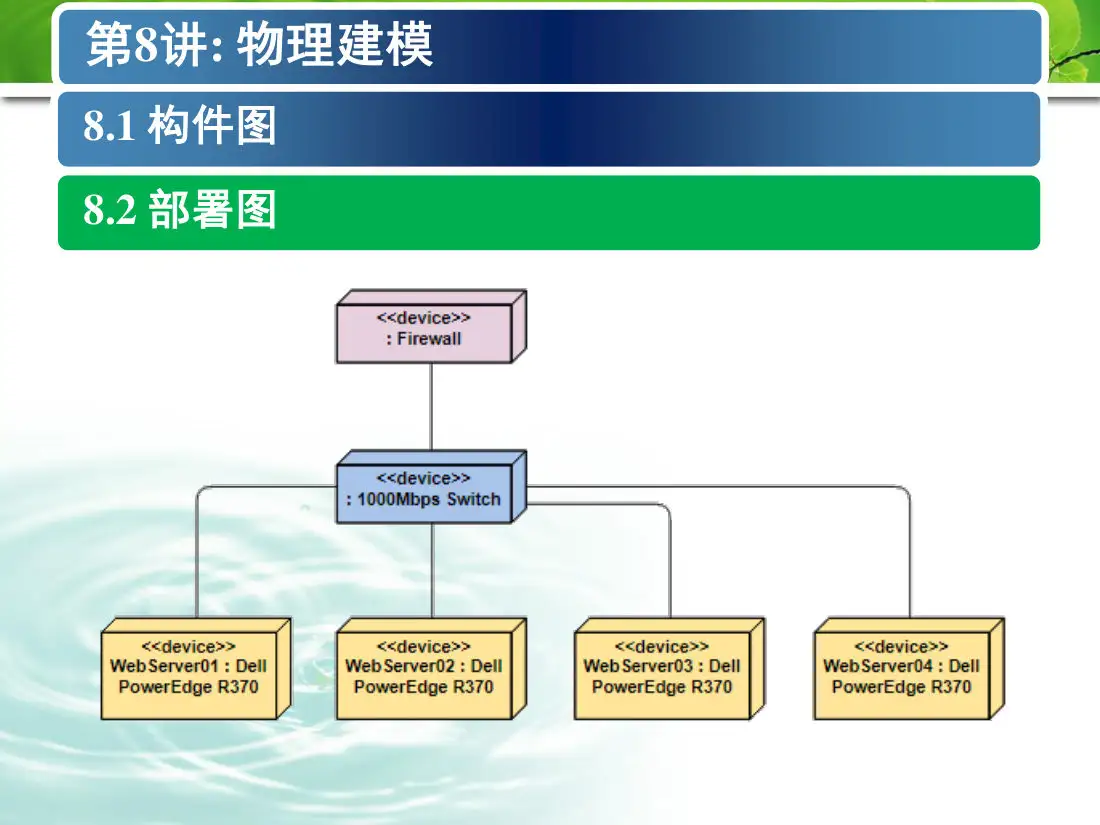 第8讲: 物理建模
8.1 构件图
8.2 部署图
<<device>>
: Firewall
<<device>>
: 1000Mbps Switch
<<device>>
WebServer01 : Dell
PowerEdge R370
<<device>>
WebServer02 : Dell
PowerEdge R370
<<device>>
WebServer03 : Dell
PowerEdge R370
<<device>>
WebServer04 : Dell
PowerEdge R370